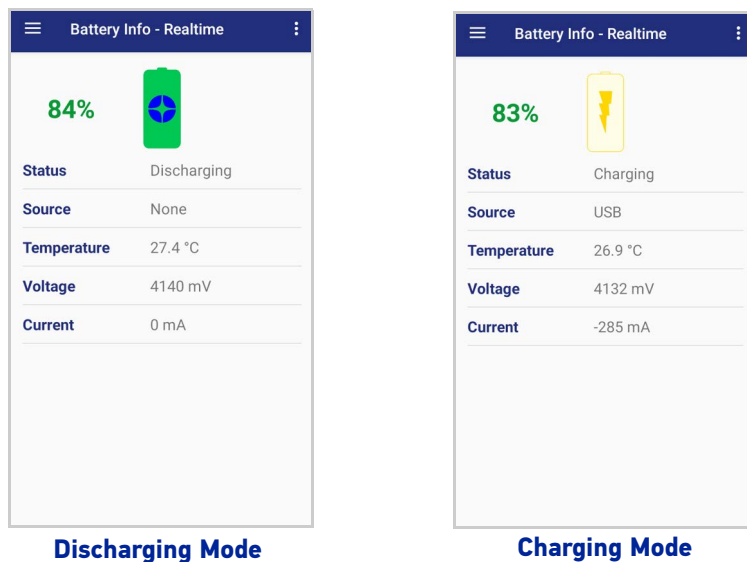 Battery Info - Realtime
84%
Status Discharging
Source None
Temperature 27.4 °C
Voltage 4140 mV
Current 0 mA
Discharging Mode
Battery Info - Realtime
83%
Status Charging
Source USB
Temperature 26.9 °C
Voltage 4132 mV
Current -285 mA
Charging Mode